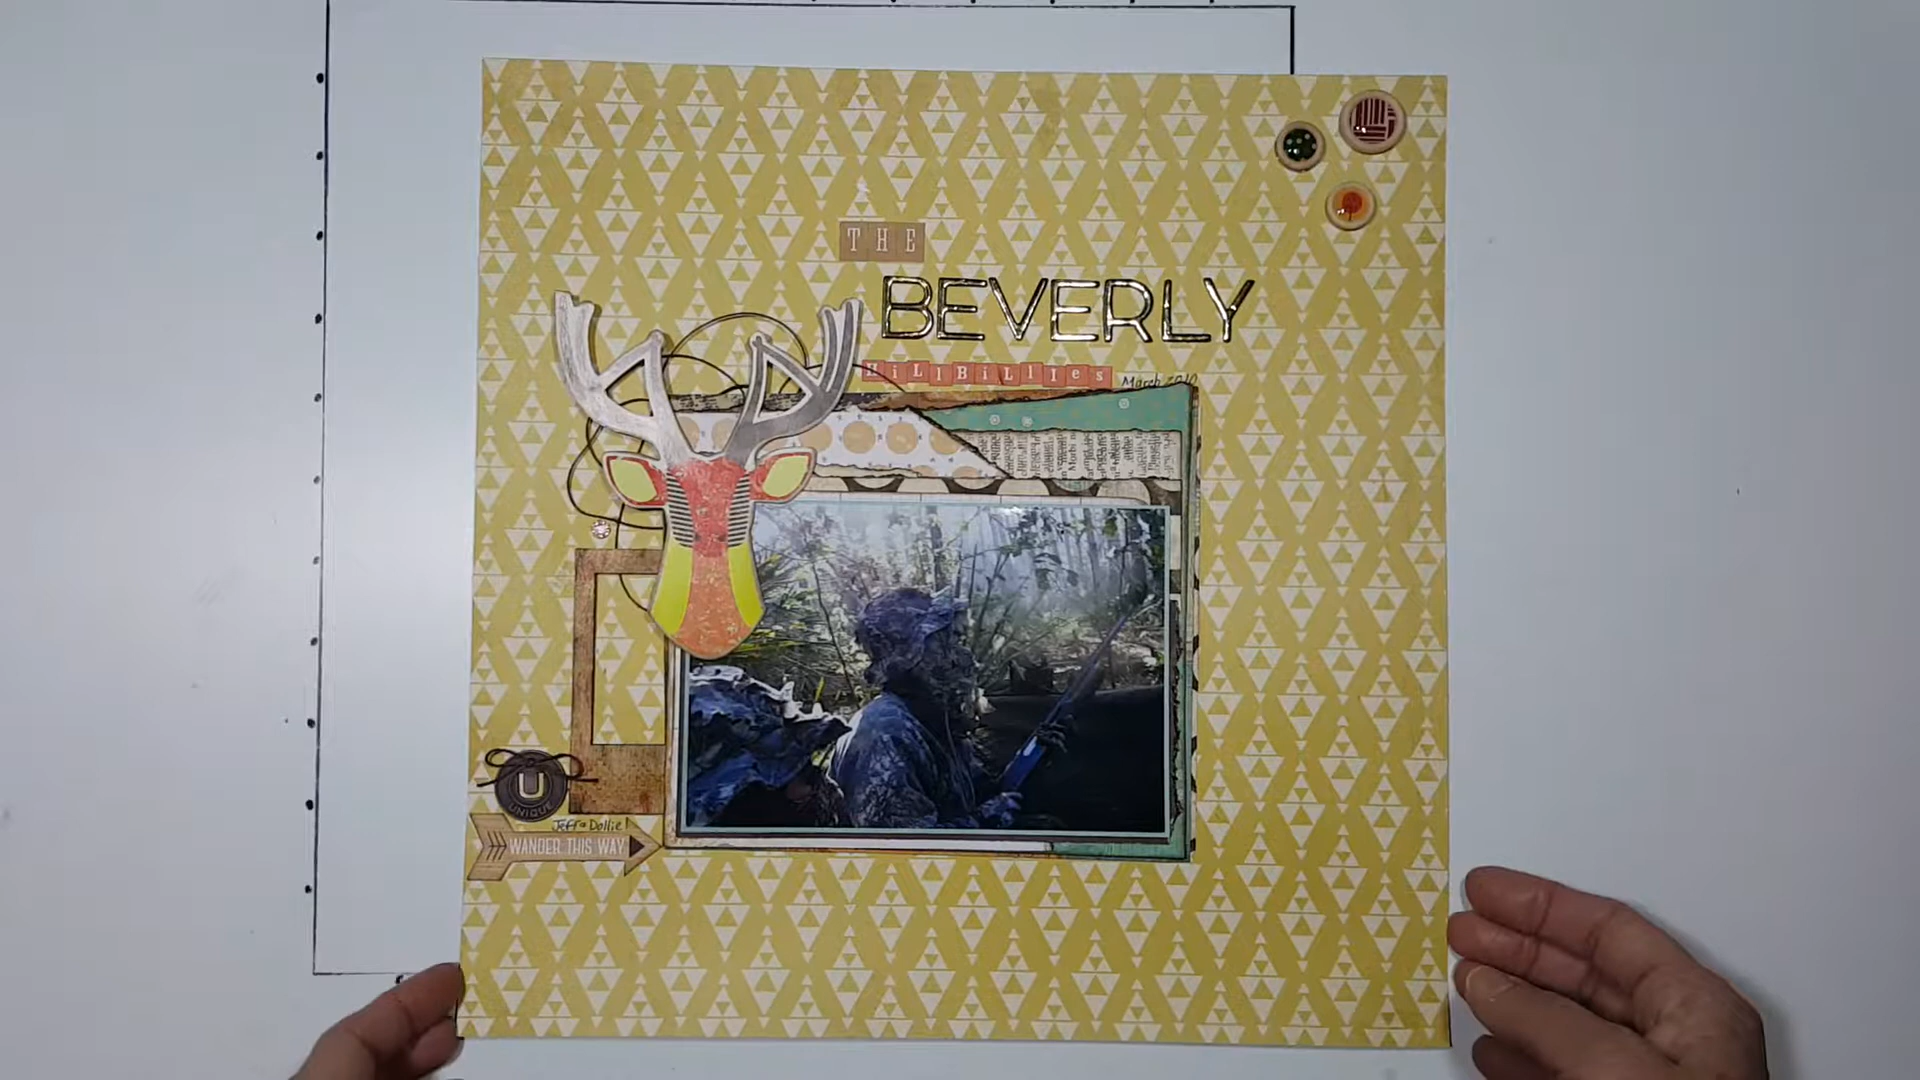 THE
BEVERLY
HiLlBiLlIes
March 2010
U
UNIQUE
Jeff & Dollie!
WANDER THIS WAY